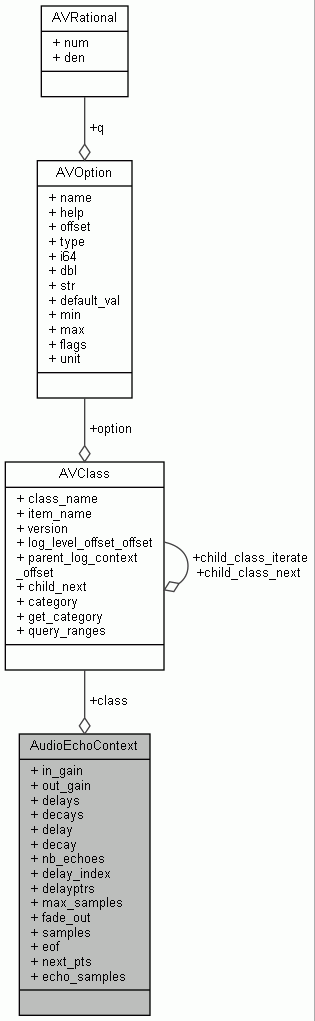 AVRational
+ num
+ den
+q
AVOption
+ name
+ help
+ offset
+ type
+ i64
+ dbl
+ str
+ default_val
+ min
+ max
+ flags
+ unit
+option
AVClass
+ class_name
+ item_name
+ version
+ log_level_offset_offset
+ parent_log_context
_offset
+ child_next
+ category
+ get_category
+ query_ranges
+child_class_iterate
+child_class_next
+class
AudioEchoContext
+ in_gain
+ out_gain
+ delays
+ decays
+ delay
+ decay
+ nb_echoes
+ delay_index
+ delayptrs
+ max_samples
+ fade_out
+ samples
+ eof
+ next_pts
+ echo_samples